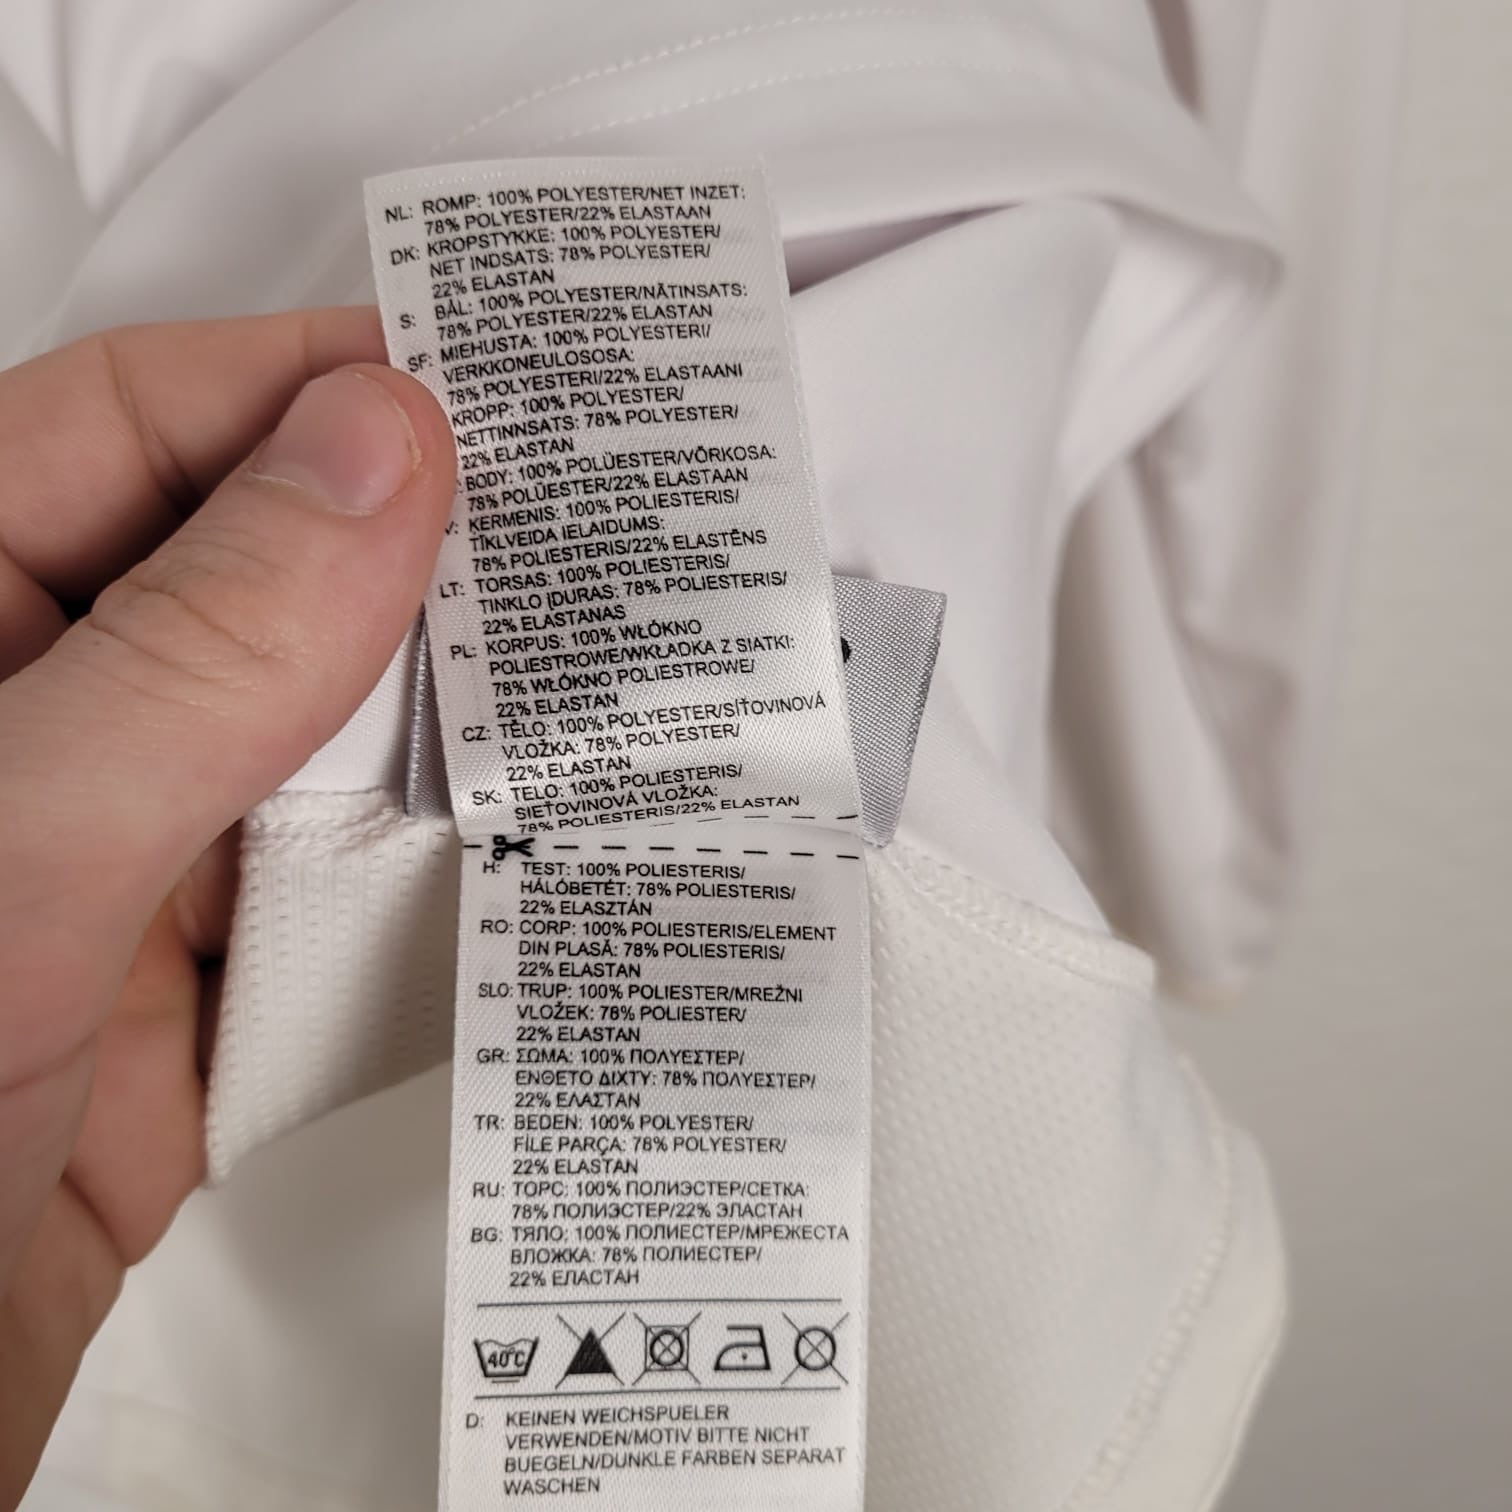 NL: ROMP: 100% POLYESTER/NET INZET:
78% POLYESTER/22% ELASTAAN
DK: KROPSTYKKE: 100% POLYESTER/
NET INDSATS: 78% POLYESTER/
22% ELASTAN
S: BÅL: 100% POLYESTER/NÄTINSATS:
78% POLYESTER/22% ELASTAN
SF: MIEHUSTA: 100% POLYESTERI/
VERKKONEULOSOSA:
78% POLYESTERI/22% ELASTAANI
KROPP: 100% POLYESTER/
NETTINNSATS: 78% POLYESTER/
22% ELASTAN
: BODY: 100% POLÜESTER/VÕRKOSA:
78% POLÜESTER/22% ELASTAAN
V: ĶERMENIS: 100% POLIESTERIS/
TĪKLVEIDA IELAIDUMS:
78% POLIESTERIS/22% ELASTĒNS
LT: TORSAS: 100% POLIESTERIS/
TINKLO ĮDURAS: 78% POLIESTERIS/
22% ELASTANAS
PL: KORPUS: 100% WŁÓKNO
POLIESTROWE/WKŁADKA Z SIATKI:
78% WŁÓKNO POLIESTROWE/
22% ELASTAN
CZ: TĚLO: 100% POLYESTER/SÍŤOVINOVÁ
VLOŽKA: 78% POLYESTER/
22% ELASTAN
SK: TELO: 100% POLIESTERIS/
SIEŤOVINOVÁ VLOŽKA:
78% POLIESTERIS/22% ELASTAN
H: TEST: 100% POLIESTERIS/
HÁLÓBETÉT: 78% POLIESTERIS/
22% ELASZTÁN
RO: CORP: 100% POLIESTERIS/ELEMENT
DIN PLASĂ: 78% POLIESTERIS/
22% ELASTAN
SLO: TRUP: 100% POLIESTER/MREŽNI
VLOŽEK: 78% POLIESTER/
22% ELASTAN
GR: ΣΩΜΑ: 100% ΠΟΛΥΕΣΤΕΡ/
ΕΝΘΕΤΟ ΔΙΧΤΥ: 78% ΠΟΛΥΕΣΤΕΡ/
22% ΕΛΑΣΤΑΝ
TR: BEDEN: 100% POLYESTER/
FİLE PARÇA: 78% POLYESTER/
22% ELASTAN
RU: ТОРС: 100% ПОЛИЭСТЕР/СЕТКА:
78% ПОЛИЭСТЕР/22% ЭЛАСТАН
BG: ТЯЛО: 100% ПОЛИЕСТЕР/МРЕЖЕСТА
ВЛОЖКА: 78% ПОЛИЕСТЕР/
22% ЕЛАСТАН
40°C
D: KEINEN WEICHSPUELER
VERWENDEN/MOTIV BITTE NICHT
BUEGELN/DUNKLE FARBEN SEPARAT
WASCHEN